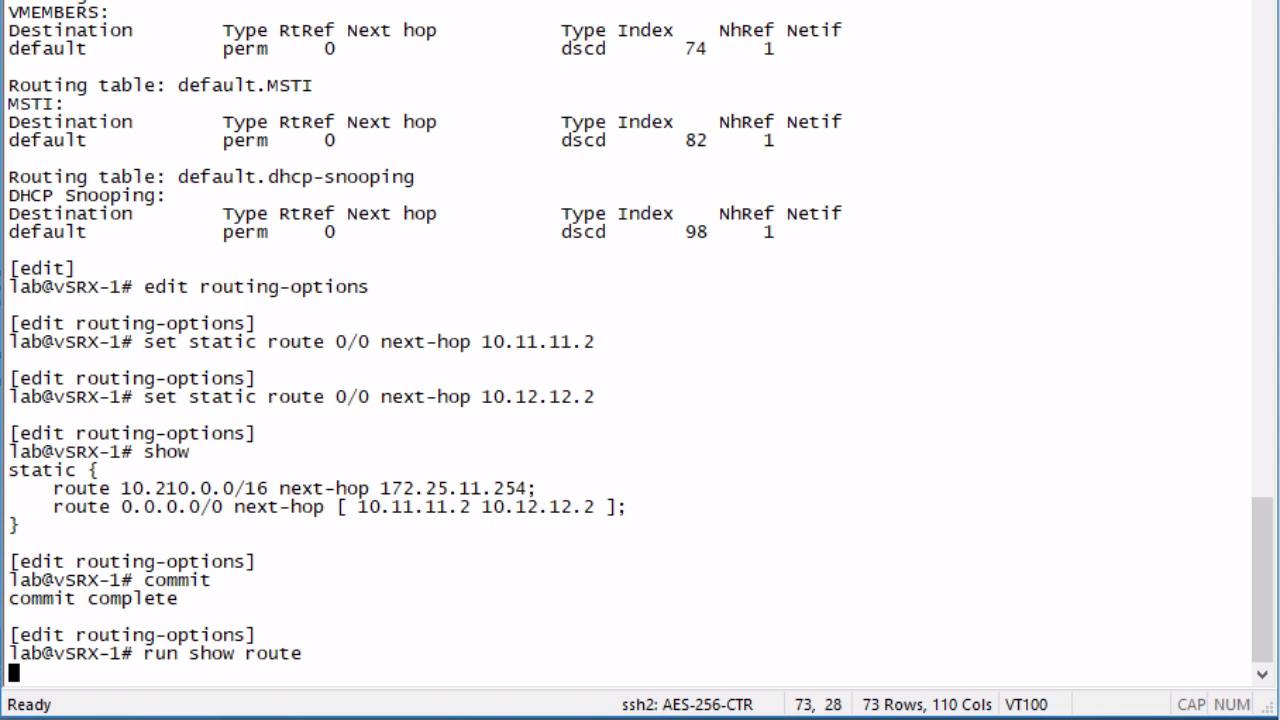 VMEMBERS:
Destination        Type RtRef Next hop           Type Index    NhRef Netif
default            perm     0                    dscd       74     1

Routing table: default.MSTI
MSTI:
Destination        Type RtRef Next hop           Type Index    NhRef Netif
default            perm     0                    dscd       82     1

Routing table: default.dhcp-snooping
DHCP Snooping:
Destination        Type RtRef Next hop           Type Index    NhRef Netif
default            perm     0                    dscd       98     1

[edit]
lab@vSRX-1# edit routing-options

[edit routing-options]
lab@vSRX-1# set static route 0/0 next-hop 10.11.11.2

[edit routing-options]
lab@vSRX-1# set static route 0/0 next-hop 10.12.12.2

[edit routing-options]
lab@vSRX-1# show
static {
    route 10.210.0.0/16 next-hop 172.25.11.254;
    route 0.0.0.0/0 next-hop [ 10.11.11.2 10.12.12.2 ];
}

[edit routing-options]
lab@vSRX-1# commit
commit complete

[edit routing-options]
lab@vSRX-1# run show route
Ready ssh2: AES-256-CTR 73, 28 73 Rows, 110 Cols VT100 CAP NUM